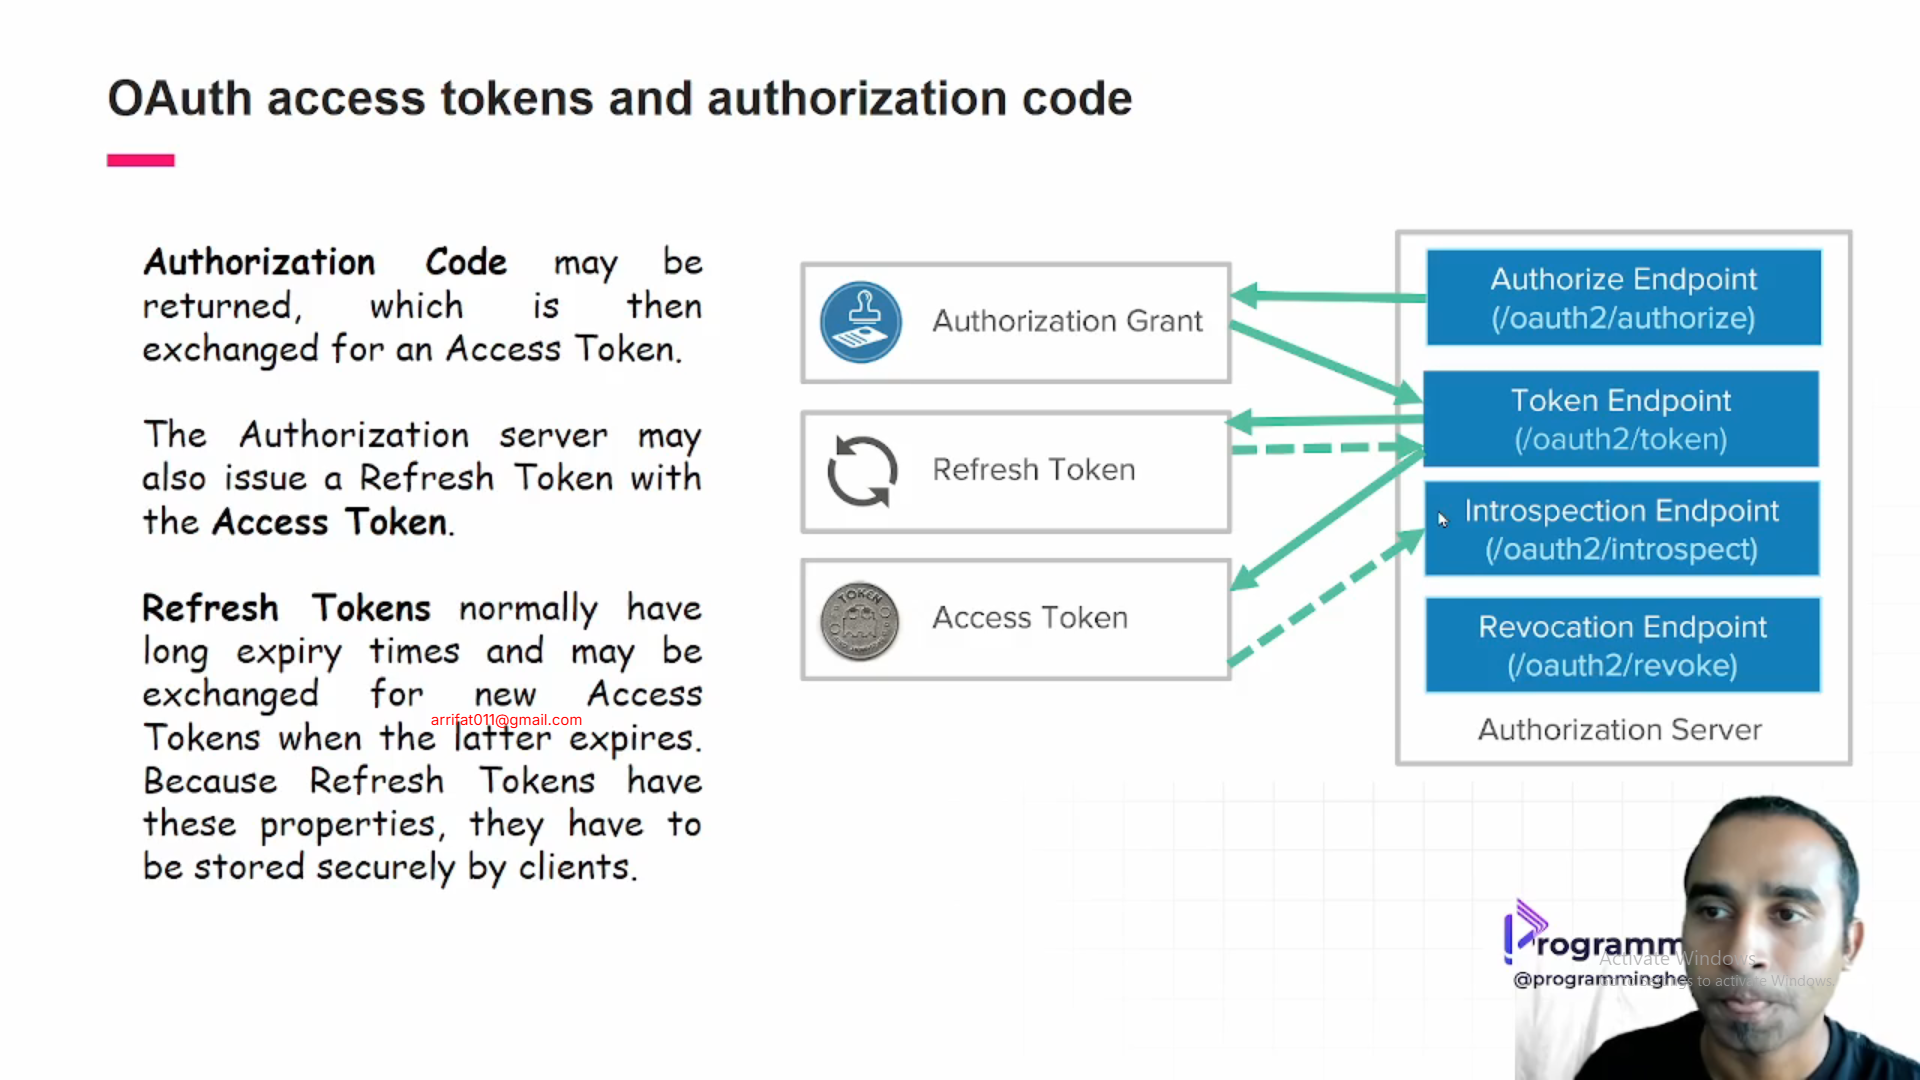 OAuth access tokens and authorization code
Authorization Code may be
returned, which is then
exchanged for an Access Token.
The Authorization server may
also issue a Refresh Token with
the Access Token.
Refresh Tokens normally have
long expiry times and may be
exchanged for new Access
arrifat011@gmail.com
Tokens when the latter expires.
Because Refresh Tokens have
these properties, they have to
be stored securely by clients.
Authorization Grant
Refresh Token
TOKEN
Access Token
Authorize Endpoint
(/oauth2/authorize)
Token Endpoint
(/oauth2/token)
Introspection Endpoint
(/oauth2/introspect)
Revocation Endpoint
(/oauth2/revoke)
Authorization Server
Programm
Activate Windows
@programminghe
to activate Windows.